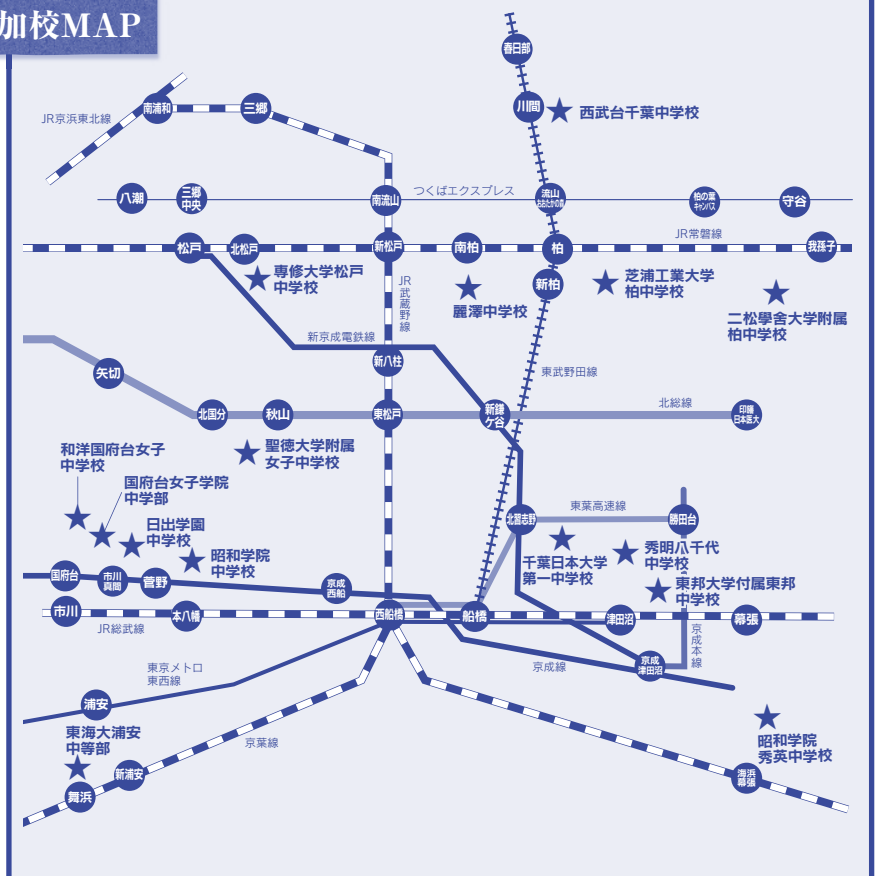 加校MAP
春日部
川間
西武台千葉中学校
JR京浜東北線
南浦和
三郷
八潮
三郷
中央
南流山
つくばエクスプレス
流山
おおたかの森
柏の葉
キャンパス
守谷
JR常磐線
松戸
北松戸
新松戸
南柏
柏
我孫子
専修大学松戸
中学校
JR武蔵野線
麗澤中学校
新柏
芝浦工業大学
柏中学校
二松學舍大学附属
柏中学校
新京成電鉄線
新八柱
東武野田線
矢切
北国分
秋山
東松戸
新鎌
ケ谷
北総線
印旛
日本医大
聖徳大学附属
女子中学校
和洋国府台女子
中学校
国府台女子学院
中学部
日出学園
中学校
昭和学院
中学校
東葉高速線
北習志野
勝田台
千葉日本大学
第一中学校
秀明八千代
中学校
東邦大学付属東邦
中学校
国府台
市川
真間
菅野
京成
西船
市川
本八幡
西船橋
船橋
津田沼
幕張
JR総武線
京成本線
京成線
京成
津田沼
東京メトロ
東西線
浦安
東海大浦安
中等部
京葉線
新浦安
舞浜
昭和学院
秀英中学校
海浜
幕張